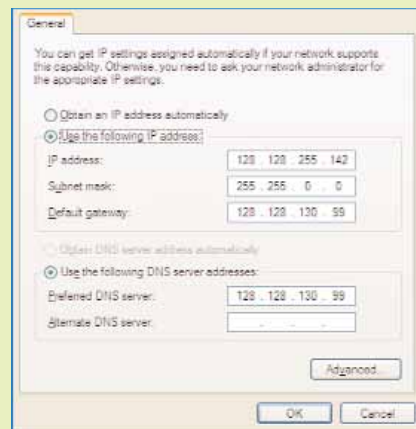 General
You can get IP settings assigned automatically if your network supports
this capability. Otherwise, you need to ask your network administrator for
the appropriate IP settings.
Obtain an IP address automatically
Use the following IP address:
IP address: 128 . 128 . 255 . 142
Subnet mask: 255 . 255 . 0 . 0
Default gateway: 128 . 128 . 130 . 99
Obtain DNS server address automatically
Use the following DNS server addresses:
Preferred DNS server: 128 . 128 . 130 . 99
Alternate DNS server: . . .
Advanced...
OK Cancel